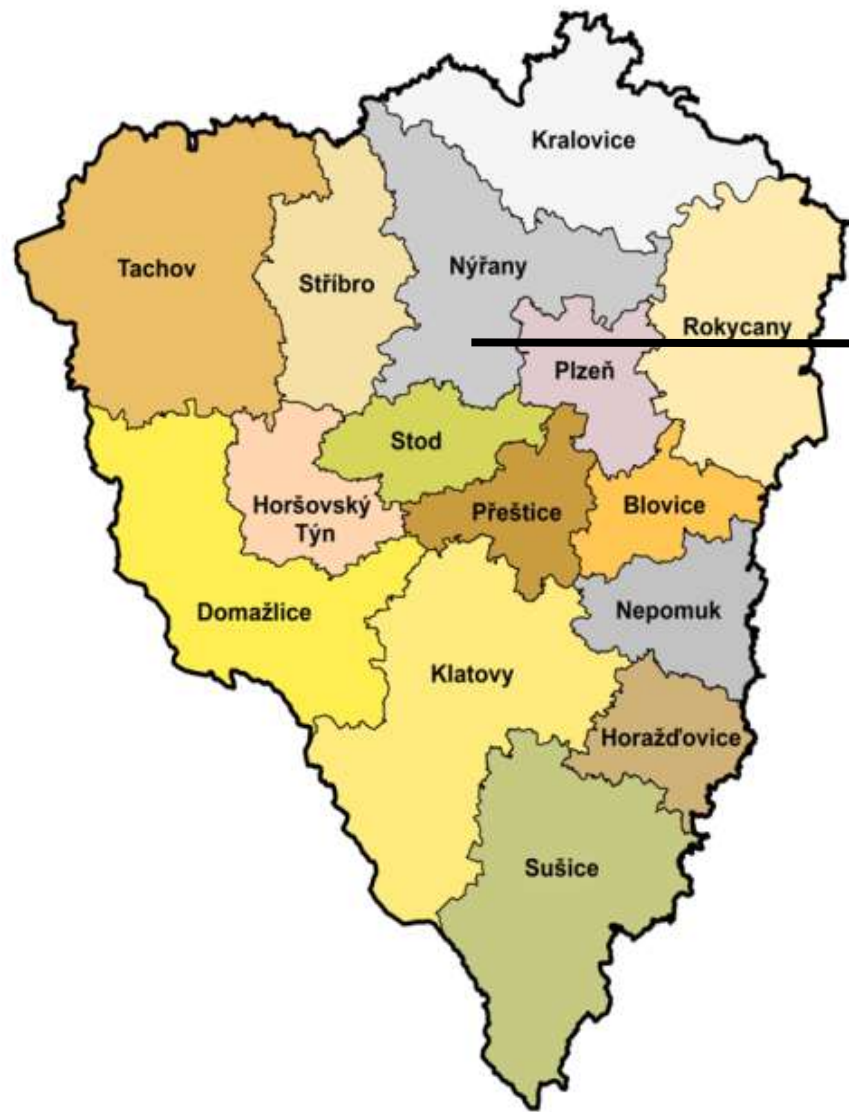 Kralovice
Tachov
Stříbro
Nýřany
Rokycany
Plzeň
Stod
Horšovský
Týn
Přeštice
Blovice
Domažlice
Nepomuk
Klatovy
Horažďovice
Sušice